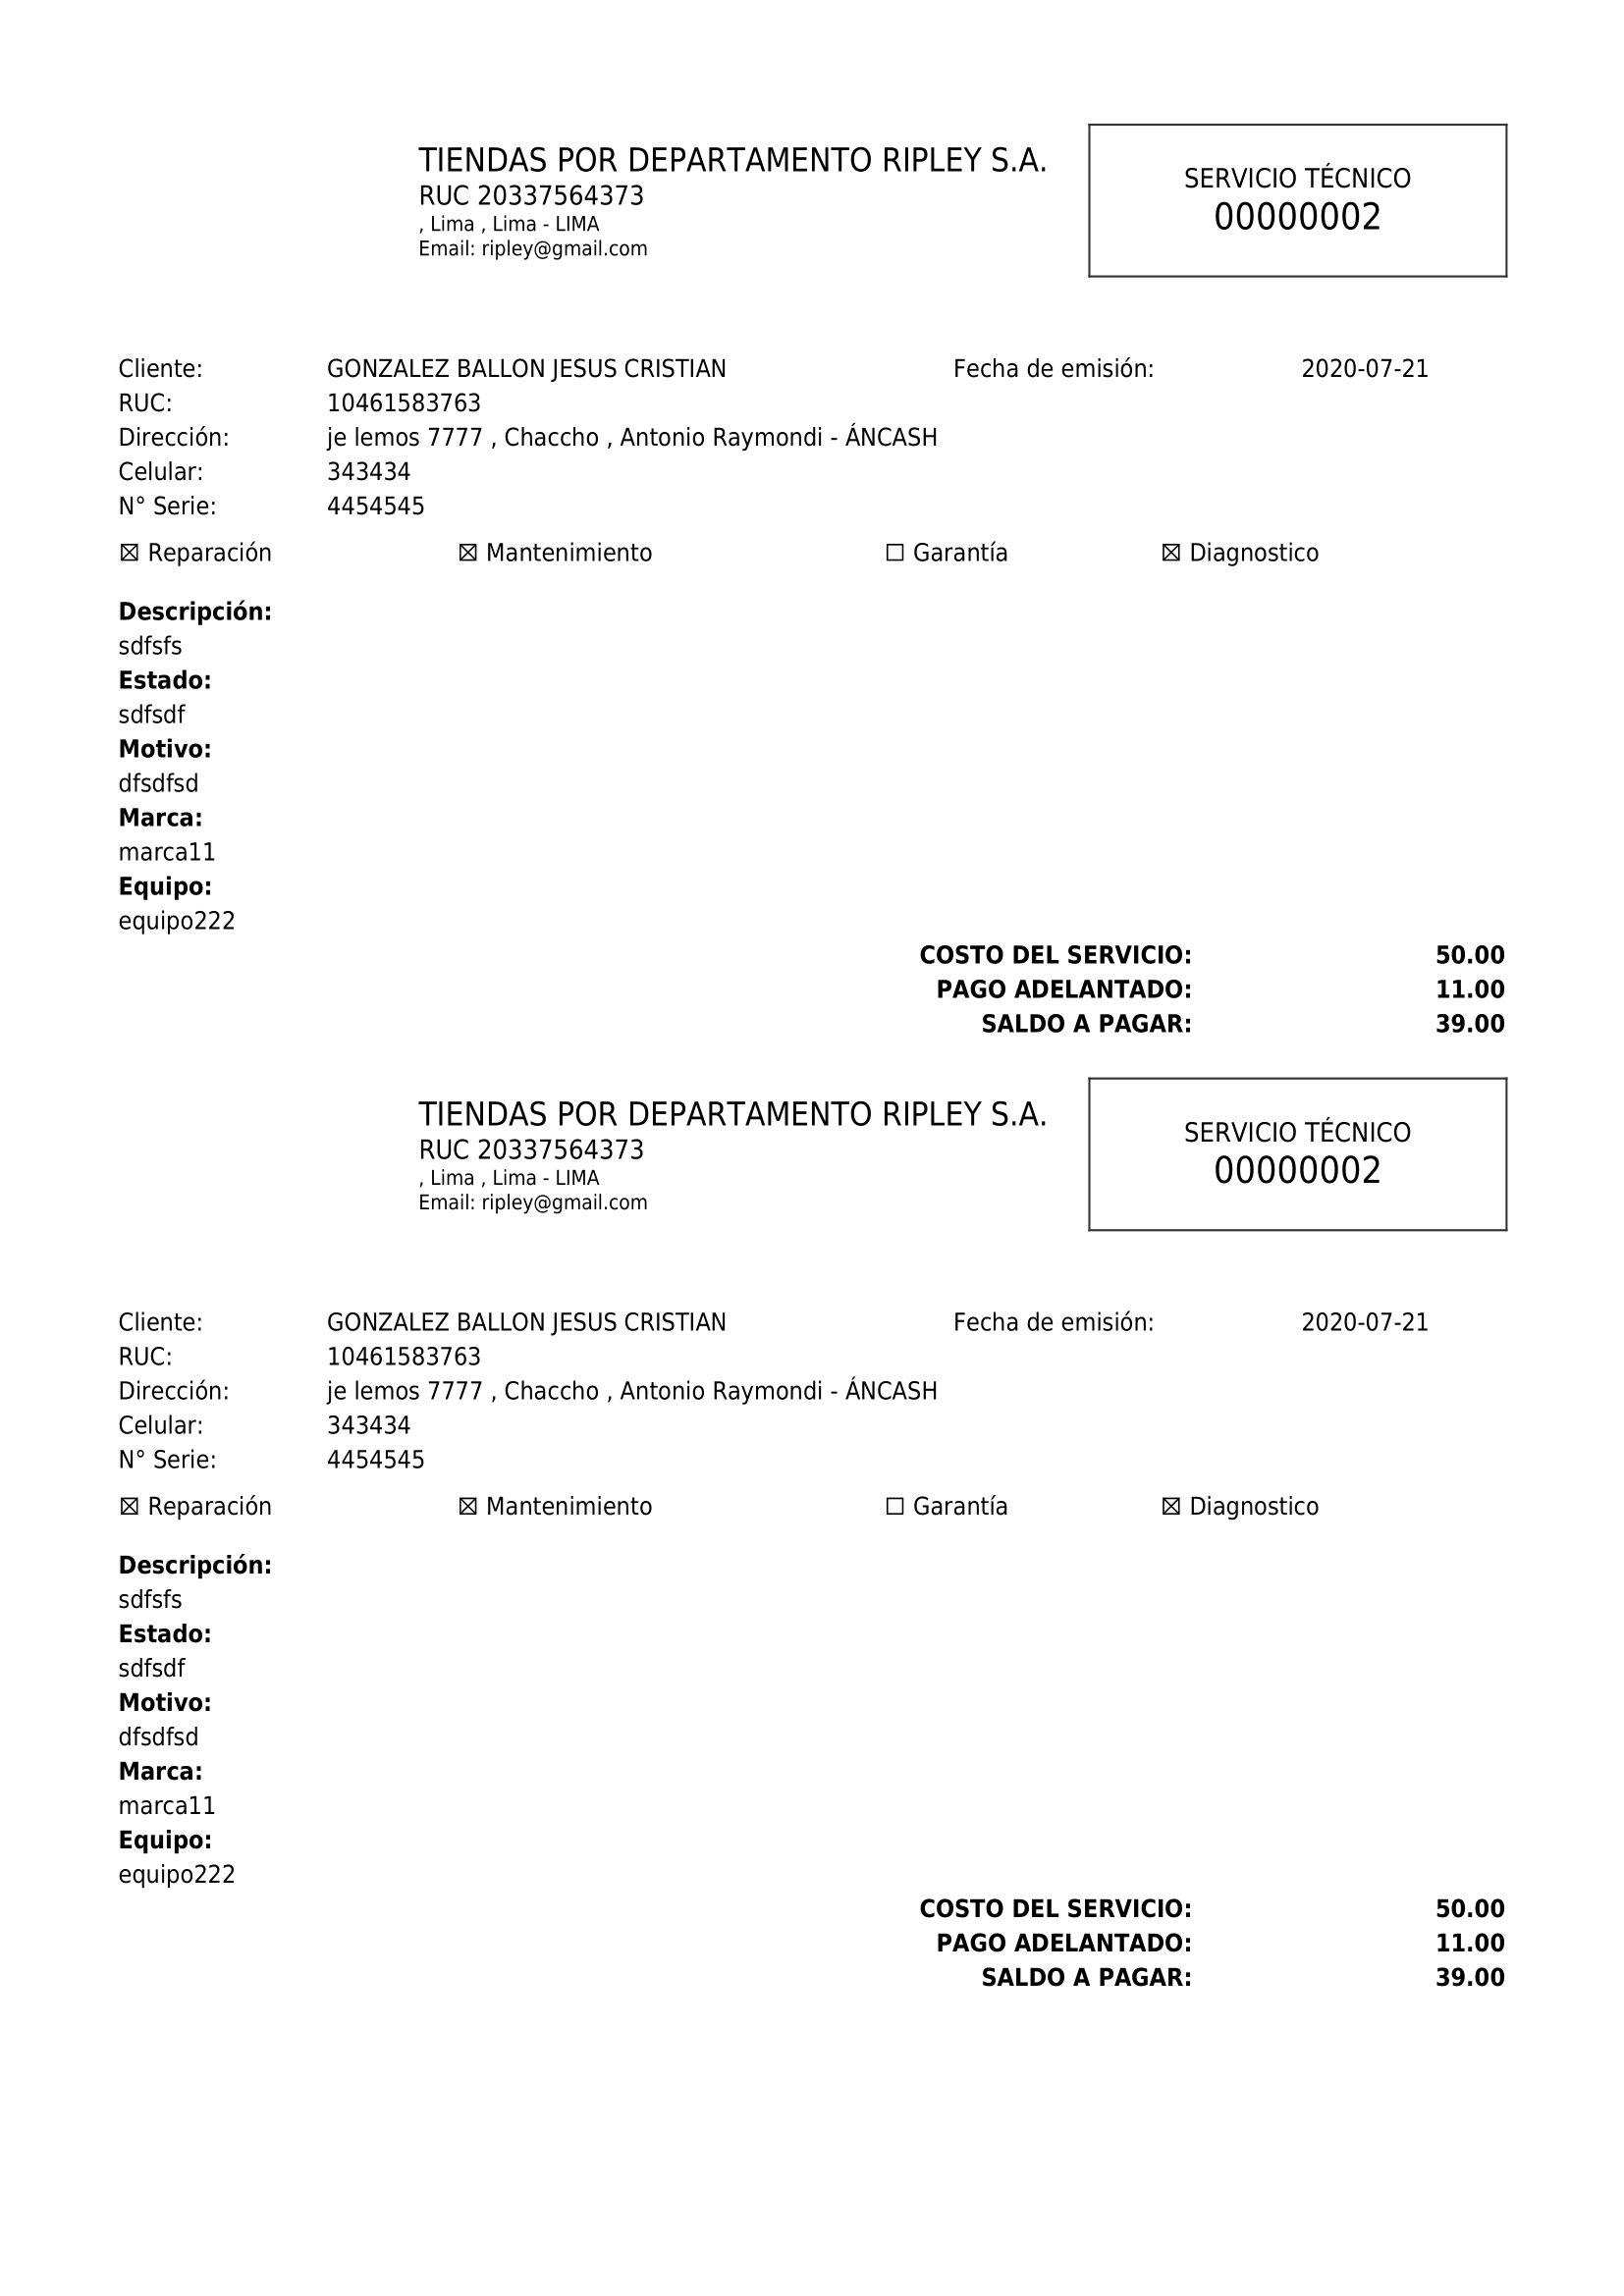 TIENDAS POR DEPARTAMENTO RIPLEY S.A.
RUC 20337564373
, Lima , Lima - LIMA
Email: ripley@gmail.com
SERVICIO TÉCNICO
00000002
Cliente: GONZALEZ BALLON JESUS CRISTIAN Fecha de emisión: 2020-07-21
RUC: 10461583763
Dirección: je lemos 7777 , Chaccho , Antonio Raymondi - ÁNCASH
Celular: 343434
N° Serie: 4454545
☒ Reparación ☒ Mantenimiento ☐ Garantía ☒ Diagnostico
Descripción:
sdfsfs
Estado:
sdfsdf
Motivo:
dfsdfsd
Marca:
marca11
Equipo:
equipo222
COSTO DEL SERVICIO: 50.00
PAGO ADELANTADO: 11.00
SALDO A PAGAR: 39.00
TIENDAS POR DEPARTAMENTO RIPLEY S.A.
RUC 20337564373
, Lima , Lima - LIMA
Email: ripley@gmail.com
SERVICIO TÉCNICO
00000002
Cliente: GONZALEZ BALLON JESUS CRISTIAN Fecha de emisión: 2020-07-21
RUC: 10461583763
Dirección: je lemos 7777 , Chaccho , Antonio Raymondi - ÁNCASH
Celular: 343434
N° Serie: 4454545
☒ Reparación ☒ Mantenimiento ☐ Garantía ☒ Diagnostico
Descripción:
sdfsfs
Estado:
sdfsdf
Motivo:
dfsdfsd
Marca:
marca11
Equipo:
equipo222
COSTO DEL SERVICIO: 50.00
PAGO ADELANTADO: 11.00
SALDO A PAGAR: 39.00